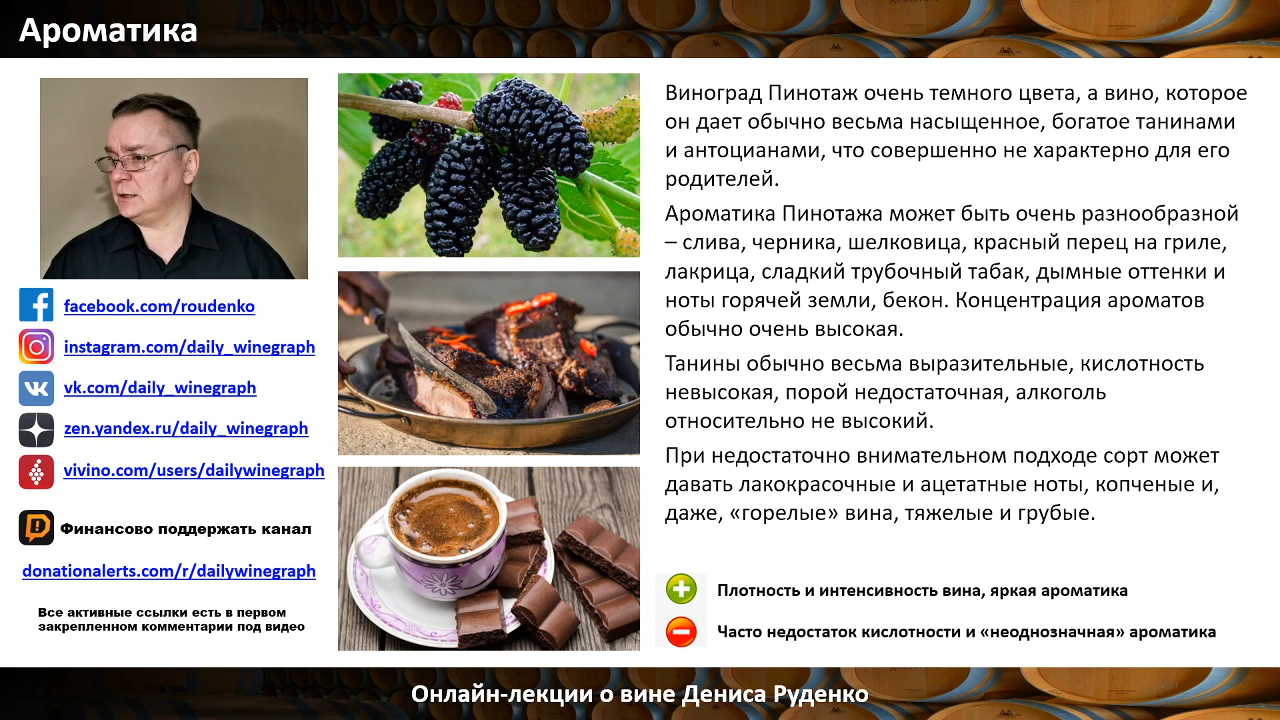 Ароматика
facebook.com/roudenko
instagram.com/daily_winegraph
vk.com/daily_winegraph
zen.yandex.ru/daily_winegraph
vivino.com/users/dailywinegraph
Финансово поддержать канал
donationalerts.com/r/dailywinegraph
Все активные ссылки есть в первом
закрепленном комментарии под видео
Виноград Пинотаж очень темного цвета, а вино, которое
он дает обычно весьма насыщенное, богатое танинами
и антоцианами, что совершенно не характерно для его
родителей.
Ароматика Пинотажа может быть очень разнообразной
– слива, черника, шелковица, красный перец на гриле,
лакрица, сладкий трубочный табак, дымные оттенки и
ноты горячей земли, бекон. Концентрация ароматов
обычно очень высокая.
Танины обычно весьма выразительные, кислотность
невысокая, порой недостаточная, алкоголь
относительно не высокий.
При недостаточно внимательном подходе сорт может
давать лакокрасочные и ацетатные ноты, копченые и,
даже, «горелые» вина, тяжелые и грубые.
Плотность и интенсивность вина, яркая ароматика
Часто недостаток кислотности и «неоднозначная» ароматика
Онлайн-лекции о вине Дениса Руденко